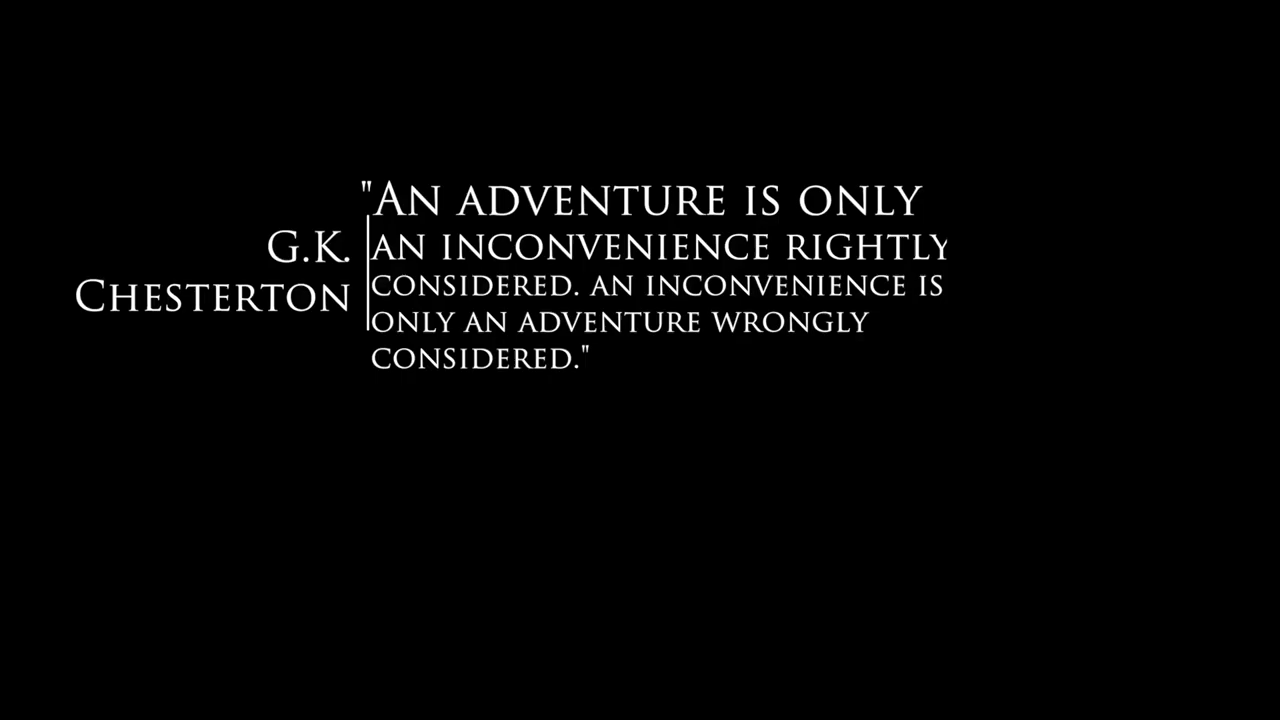 G.K.
Chesterton
"An adventure is only
an inconvenience rightly
considered. an inconvenience is
only an adventure wrongly
considered."